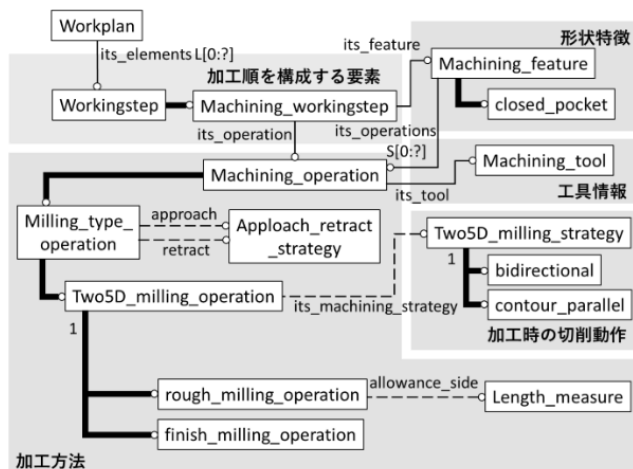 Workplan
its_elements L[0:?]
加工順を構成する要素
Workingstep
Machining_workingstep
its_feature
形状特徴
Machining_feature
closed_pocket
its_operation
its_operations
S[0:?]
Machining_operation
its_tool
Machining_tool
工具情報
Milling_type_
operation
approach
retract
Apploach_retract
_strategy
Two5D_milling_strategy
1
bidirectional
contour_parallel
加工時の切削動作
Two5D_milling_operation
its_machining_strategy
1
rough_milling_operation
allowance_side
Length_measure
finish_milling_operation
加工方法